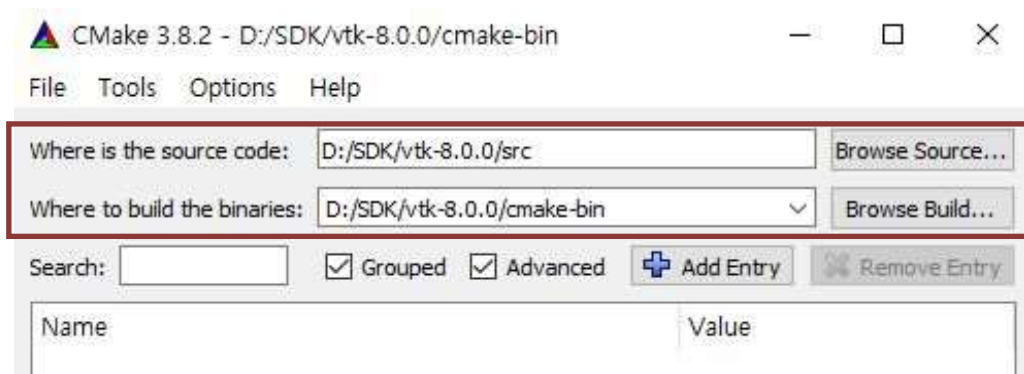 CMake 3.8.2 - D:/SDK/vtk-8.0.0/cmake-bin
File Tools Options Help
Where is the source code: D:/SDK/vtk-8.0.0/src Browse Source...
Where to build the binaries: D:/SDK/vtk-8.0.0/cmake-bin Browse Build...
Search: Grouped Advanced Add Entry Remove Entry
Name Value